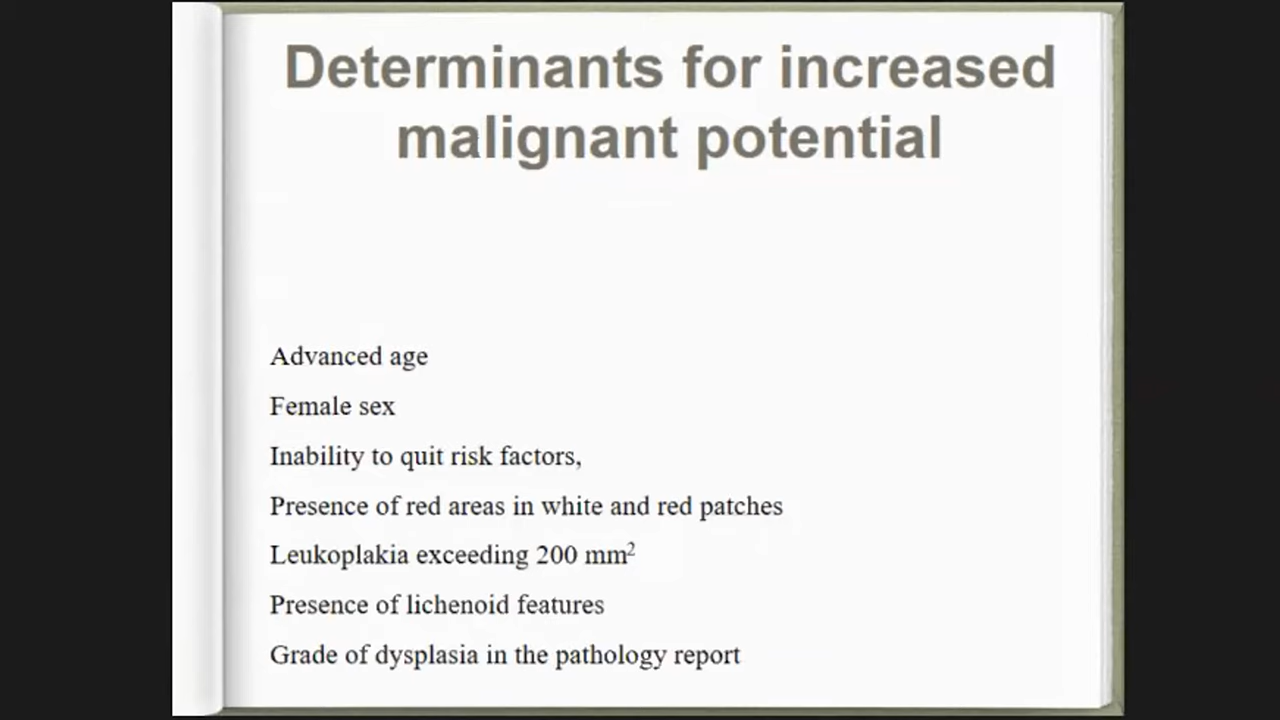 Determinants for increased
malignant potential
Advanced age
Female sex
Inability to quit risk factors,
Presence of red areas in white and red patches
Leukoplakia exceeding 200 mm²
Presence of lichenoid features
Grade of dysplasia in the pathology report